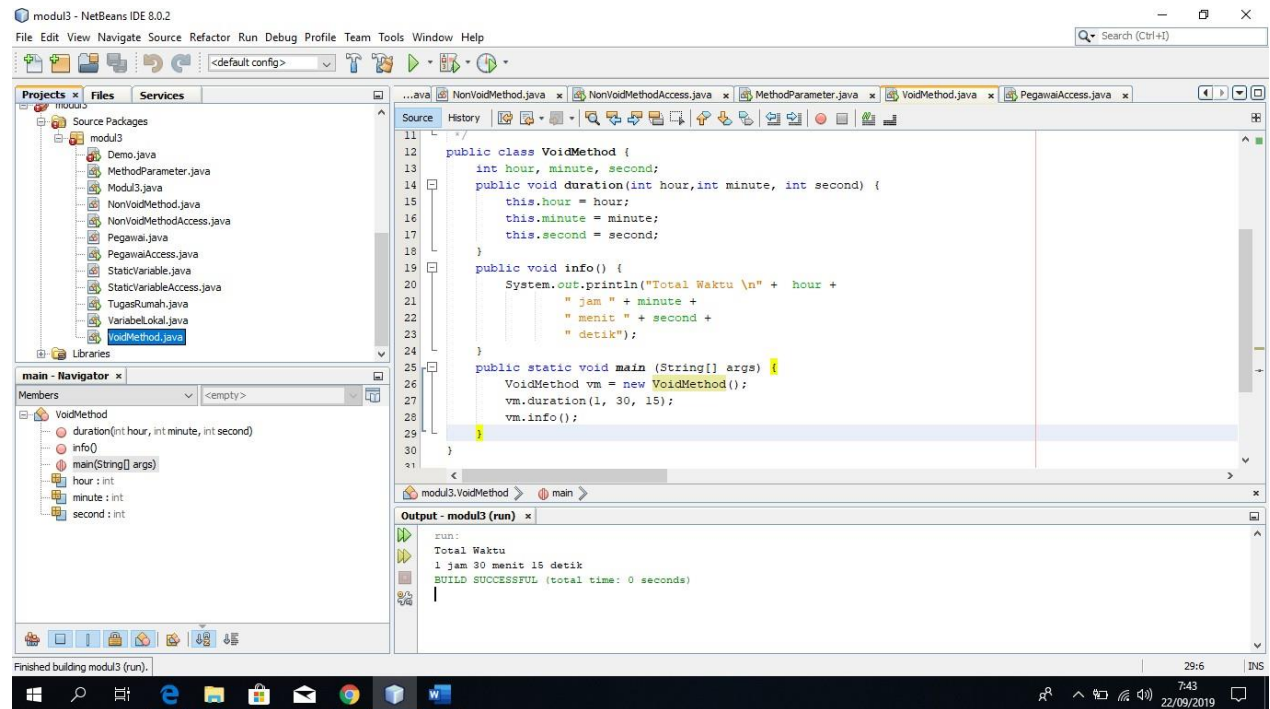 modul3 - NetBeans IDE 8.0.2
File Edit View Navigate Source Refactor Run Debug Profile Team Tools Window Help
Search (Ctrl+I)
<default config>
Projects Files Services
modul3
Source Packages
modul3
Demo.java
MethodParameter.java
Modul3.java
NonVoidMethod.java
NonVoidMethodAccess.java
Pegawai.java
PegawaiAccess.java
StaticVariable.java
StaticVariableAccess.java
TugasRumah.java
VariabelLokal.java
VoidMethod.java
Libraries
main - Navigator
Members <empty>
VoidMethod
duration(int hour, int minute, int second)
info()
main(String[] args)
hour : int
minute : int
second : int
...ava NonVoidMethod.java NonVoidMethodAccess.java MethodParameter.java VoidMethod.java PegawaiAccess.java
Source History
11 */
12 public class VoidMethod {
13 int hour, minute, second;
14 public void duration(int hour,int minute, int second) {
15 this.hour = hour;
16 this.minute = minute;
17 this.second = second;
18 }
19 public void info() {
20 System.out.println("Total Waktu \n" + hour +
21 " jam " + minute +
22 " menit " + second +
23 " detik");
24 }
25 public static void main (String[] args) {
26 VoidMethod vm = new VoidMethod();
27 vm.duration(1, 30, 15);
28 vm.info();
29 }
30 }
31
modul3.VoidMethod main
Output - modul3 (run)
run:
Total Waktu
1 jam 30 menit 15 detik
BUILD SUCCESSFUL (total time: 0 seconds)
Finished building modul3 (run).
29:6 INS
7:43
22/09/2019